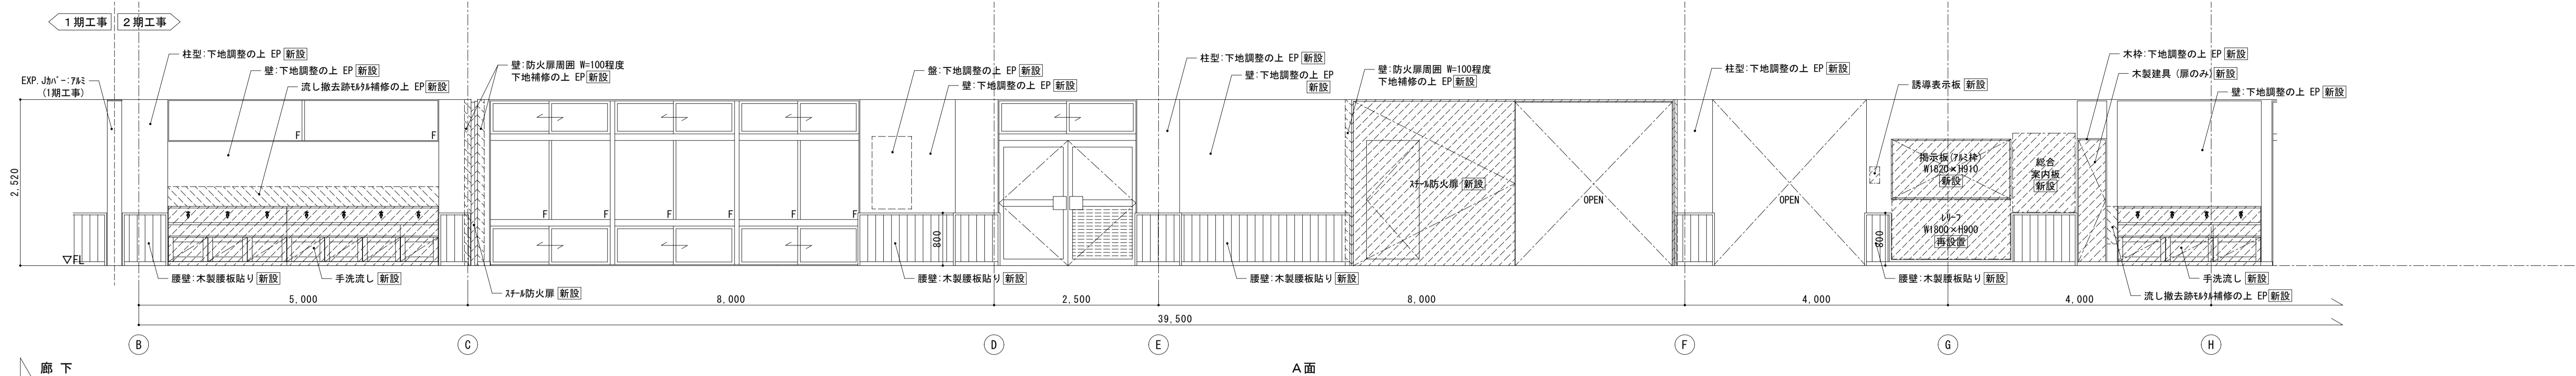 1期工事 2期工事
柱型:下地調整の上 EP 新設
壁:下地調整の上 EP 新設
流し撤去跡ﾓﾙﾀﾙ補修の上 EP 新設
EXP.Jｶﾊﾞｰ:ｱﾙﾐ
(1期工事)
壁:防火扉周囲 W=100程度
下地補修の上 EP 新設
盤:下地調整の上 EP 新設
壁:下地調整の上 EP 新設
柱型:下地調整の上 EP 新設
壁:下地調整の上 EP
新設
壁:防火扉周囲 W=100程度
下地補修の上 EP 新設
柱型:下地調整の上 EP 新設
誘導表示板 新設
木枠:下地調整の上 EP 新設
木製建具 (扉のみ) 新設
壁:下地調整の上 EP 新設
F F
F F F F
2,520
800
ｽﾁｰﾙ防火扉 新設
OPEN
OPEN
掲示板(ｱﾙﾐ枠)
W1820×H910
新設
総合
案内板
新設
ﾚﾘｰﾌ
W1800×H900
再設置
800
▽FL
腰壁:木製腰板貼り 新設
手洗流し 新設
ｽﾁｰﾙ防火扉 新設
腰壁:木製腰板貼り 新設
腰壁:木製腰板貼り 新設
腰壁:木製腰板貼り 新設
手洗流し 新設
流し撤去跡ﾓﾙﾀﾙ補修の上 EP 新設
5,000 8,000 2,500 8,000 4,000 4,000
39,500
B C D E F G H
廊 下
A面